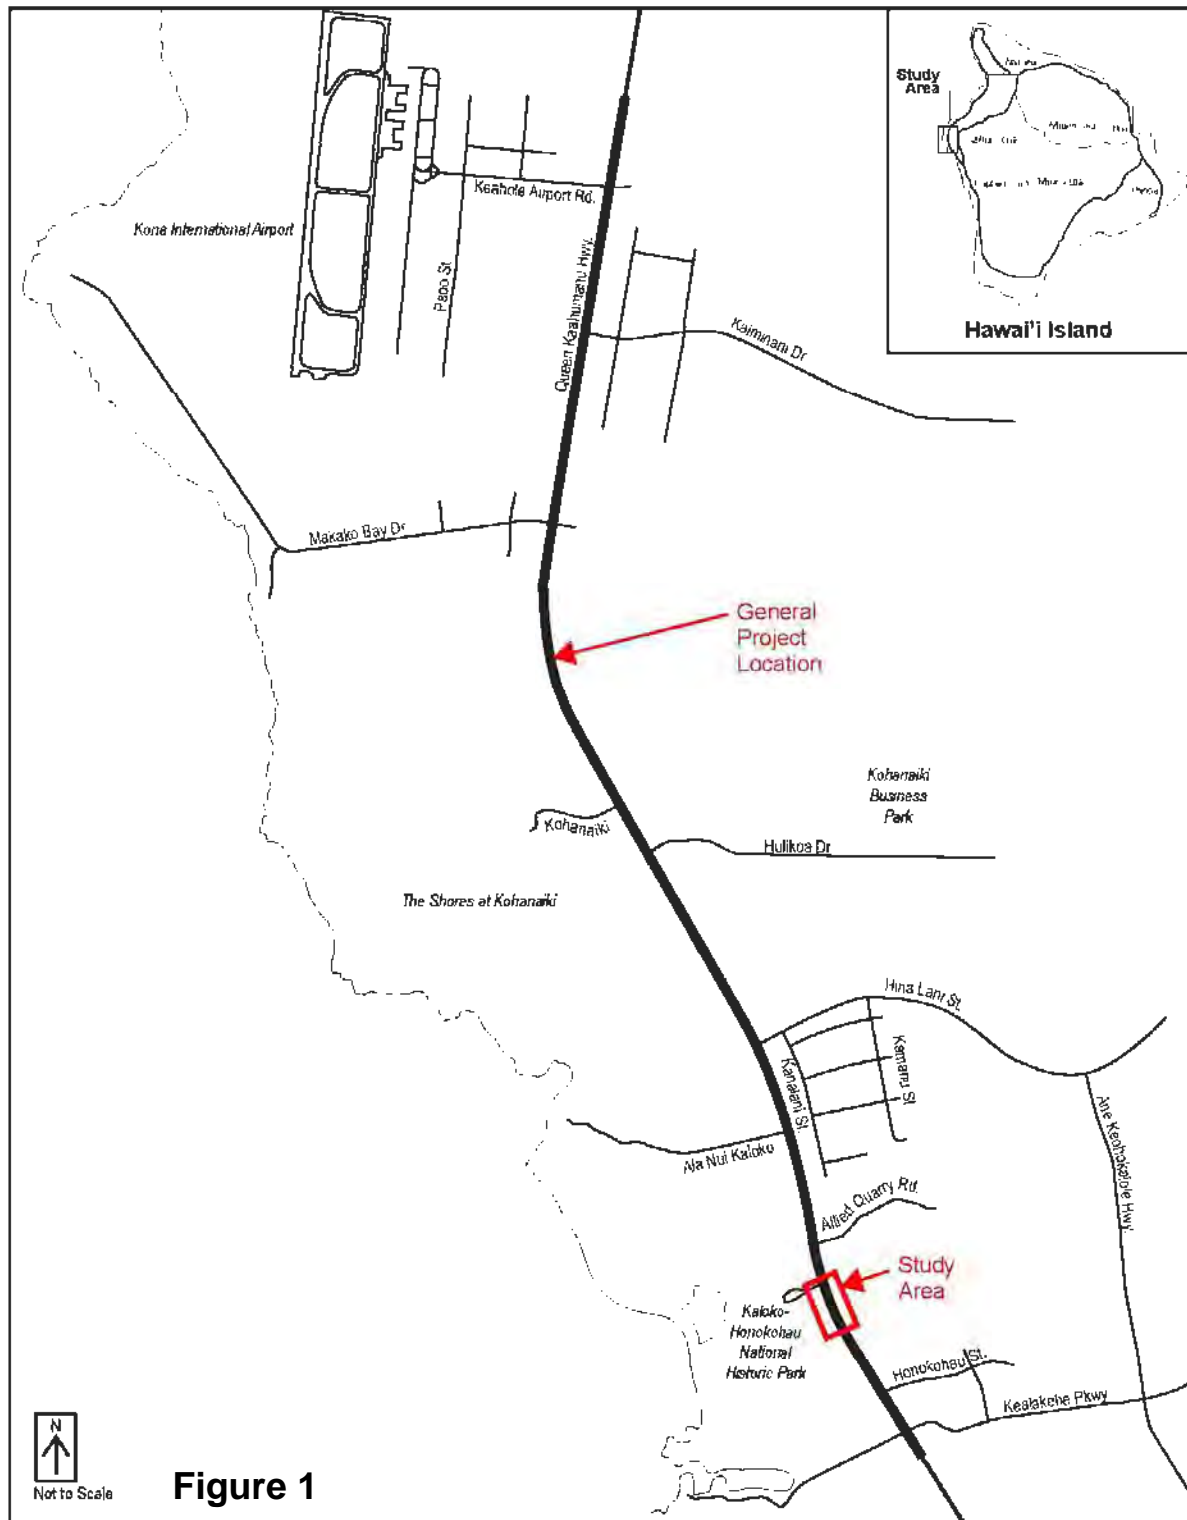 Study
Area
Hawai'i Island
Keahole Airport Rd.
Kona International Airport
Queen Kaahumanu Hwy.
Kaiminani Dr
Makako Bay Dr
General
Project
Location
Kohanaiki
Business
Park
Kohanaiki
Hulikoa Dr
The Shores at Kohanaiki
Hina Lani St.
Kamanu St
Kanalani St.
Ane Keohokalole Hwy.
Ala Nui Kaloko
Allied Quarry Rd.
Study
Area
Kaloko-
Honokohau
National
Historic Park
Honokohau St.
Kealakehe Pkwy
N
Not to Scale
Figure 1